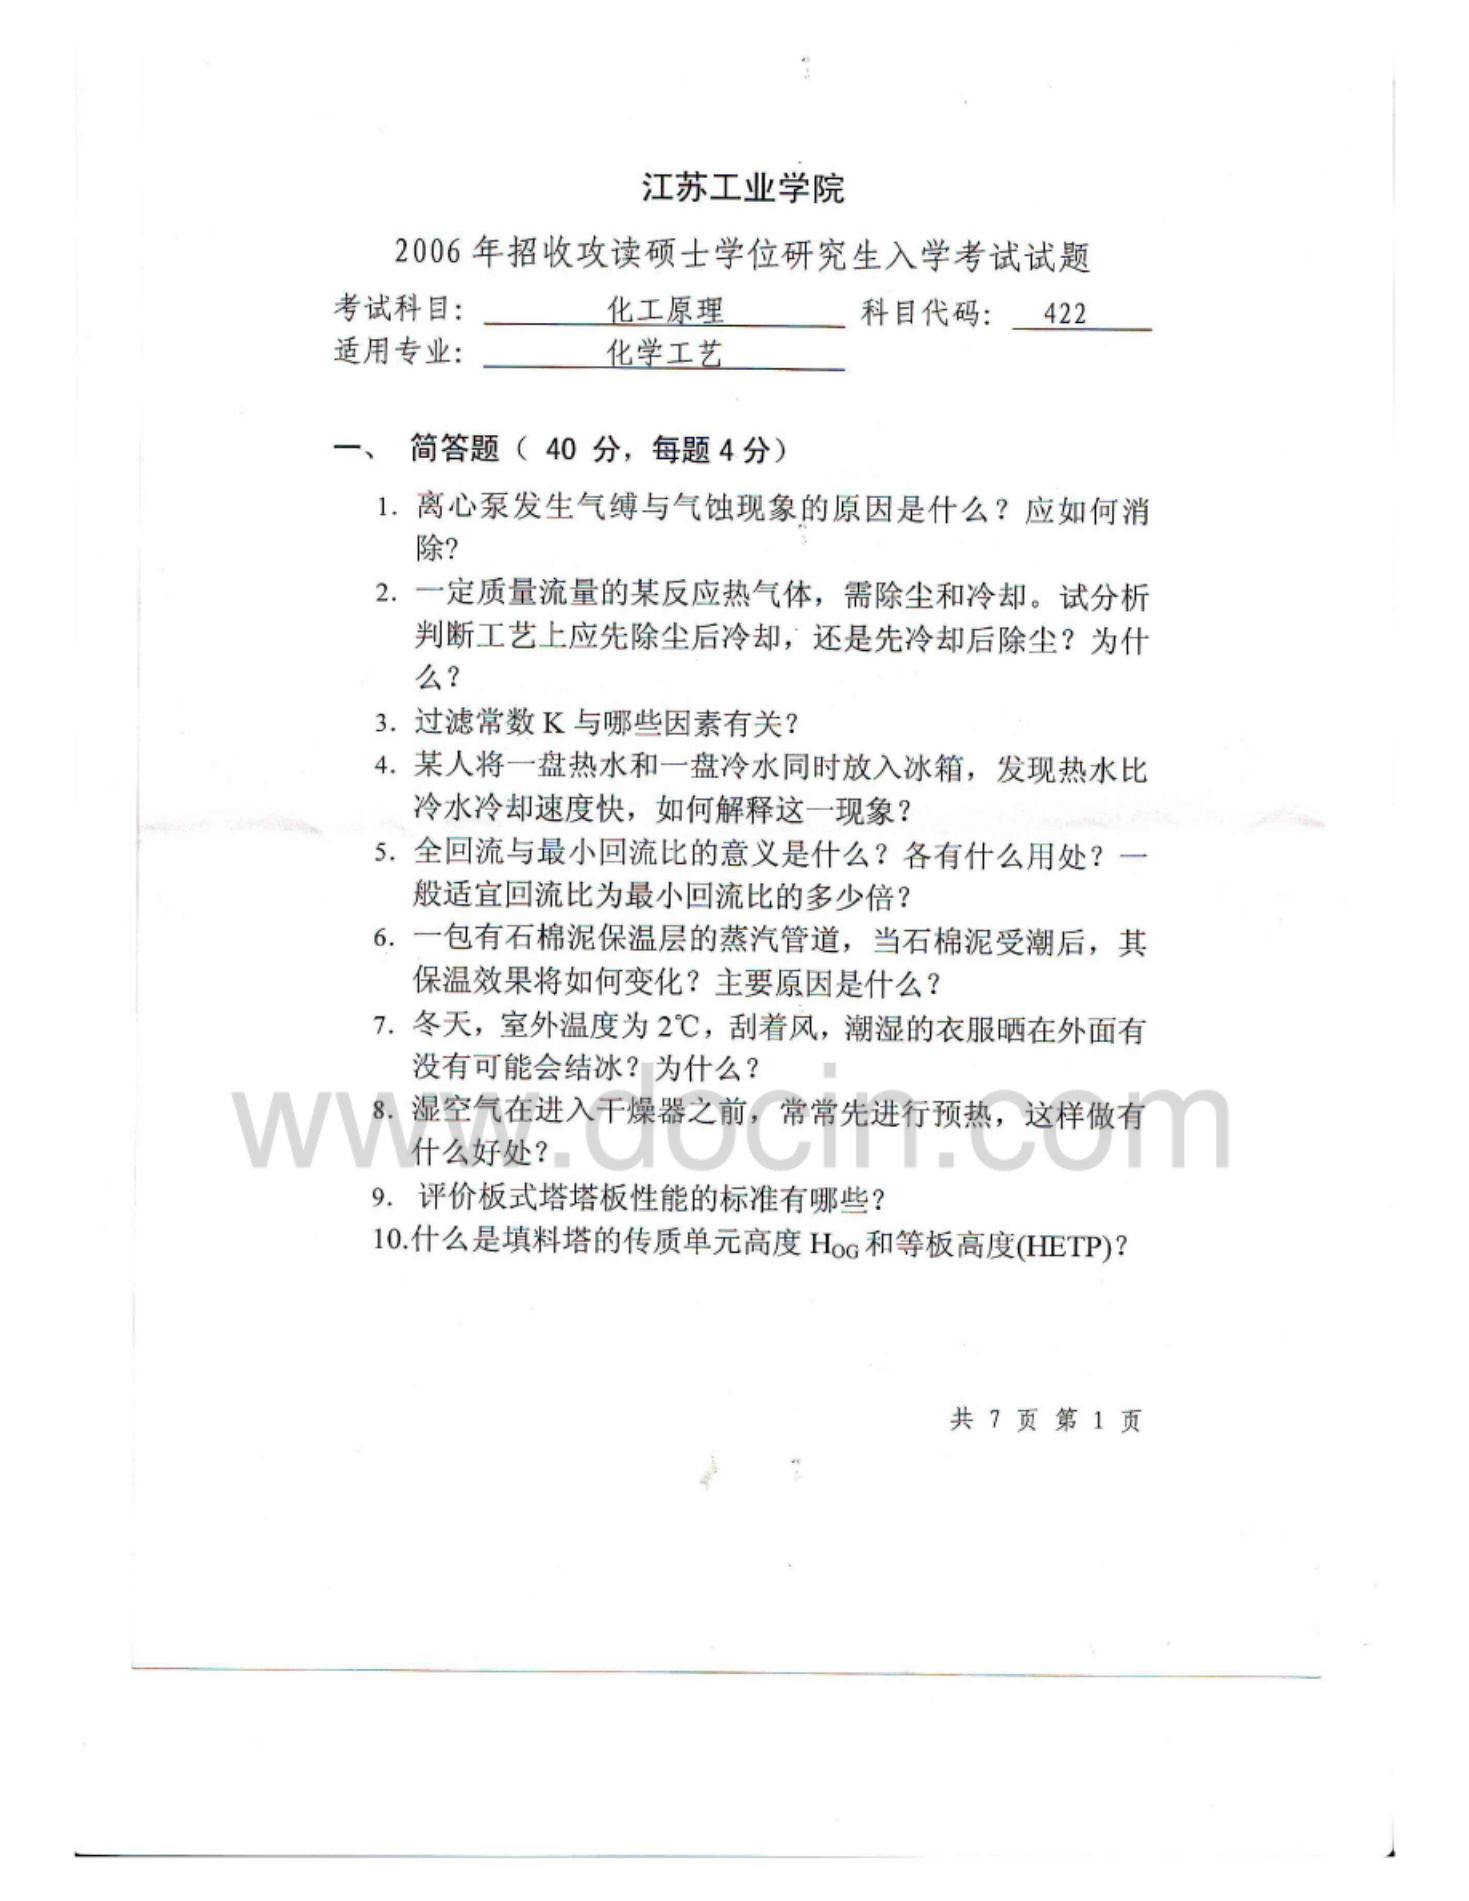 江苏工业学院
2006 年招收攻读硕士学位研究生入学考试试题
考试科目： 化工原理 科目代码： 422
适用专业： 化学工艺
一、 简答题（ 40 分，每题 4 分）
1. 离心泵发生气缚与气蚀现象的原因是什么？应如何消
除?
2. 一定质量流量的某反应热气体，需除尘和冷却。试分析
判断工艺上应先除尘后冷却，还是先冷却后除尘？为什
么?
3. 过滤常数 K 与哪些因素有关?
4. 某人将一盘热水和一盘冷水同时放入冰箱，发现热水比
冷水冷却速度快，如何解释这一现象?
5. 全回流与最小回流比的意义是什么？各有什么用处？一
般适宜回流比为最小回流比的多少倍?
6. 一包有石棉泥保温层的蒸汽管道，当石棉泥受潮后，其
保温效果将如何变化？主要原因是什么?
7. 冬天，室外温度为 2℃，刮着风，潮湿的衣服晒在外面有
没有可能会结冰？为什么?
8. 湿空气在进入干燥器之前，常常先进行预热，这样做有
什么好处?
www.docin.com
9. 评价板式塔塔板性能的标准有哪些?
10.什么是填料塔的传质单元高度 HOG 和等板高度(HETP)?
共 7 页 第 1 页